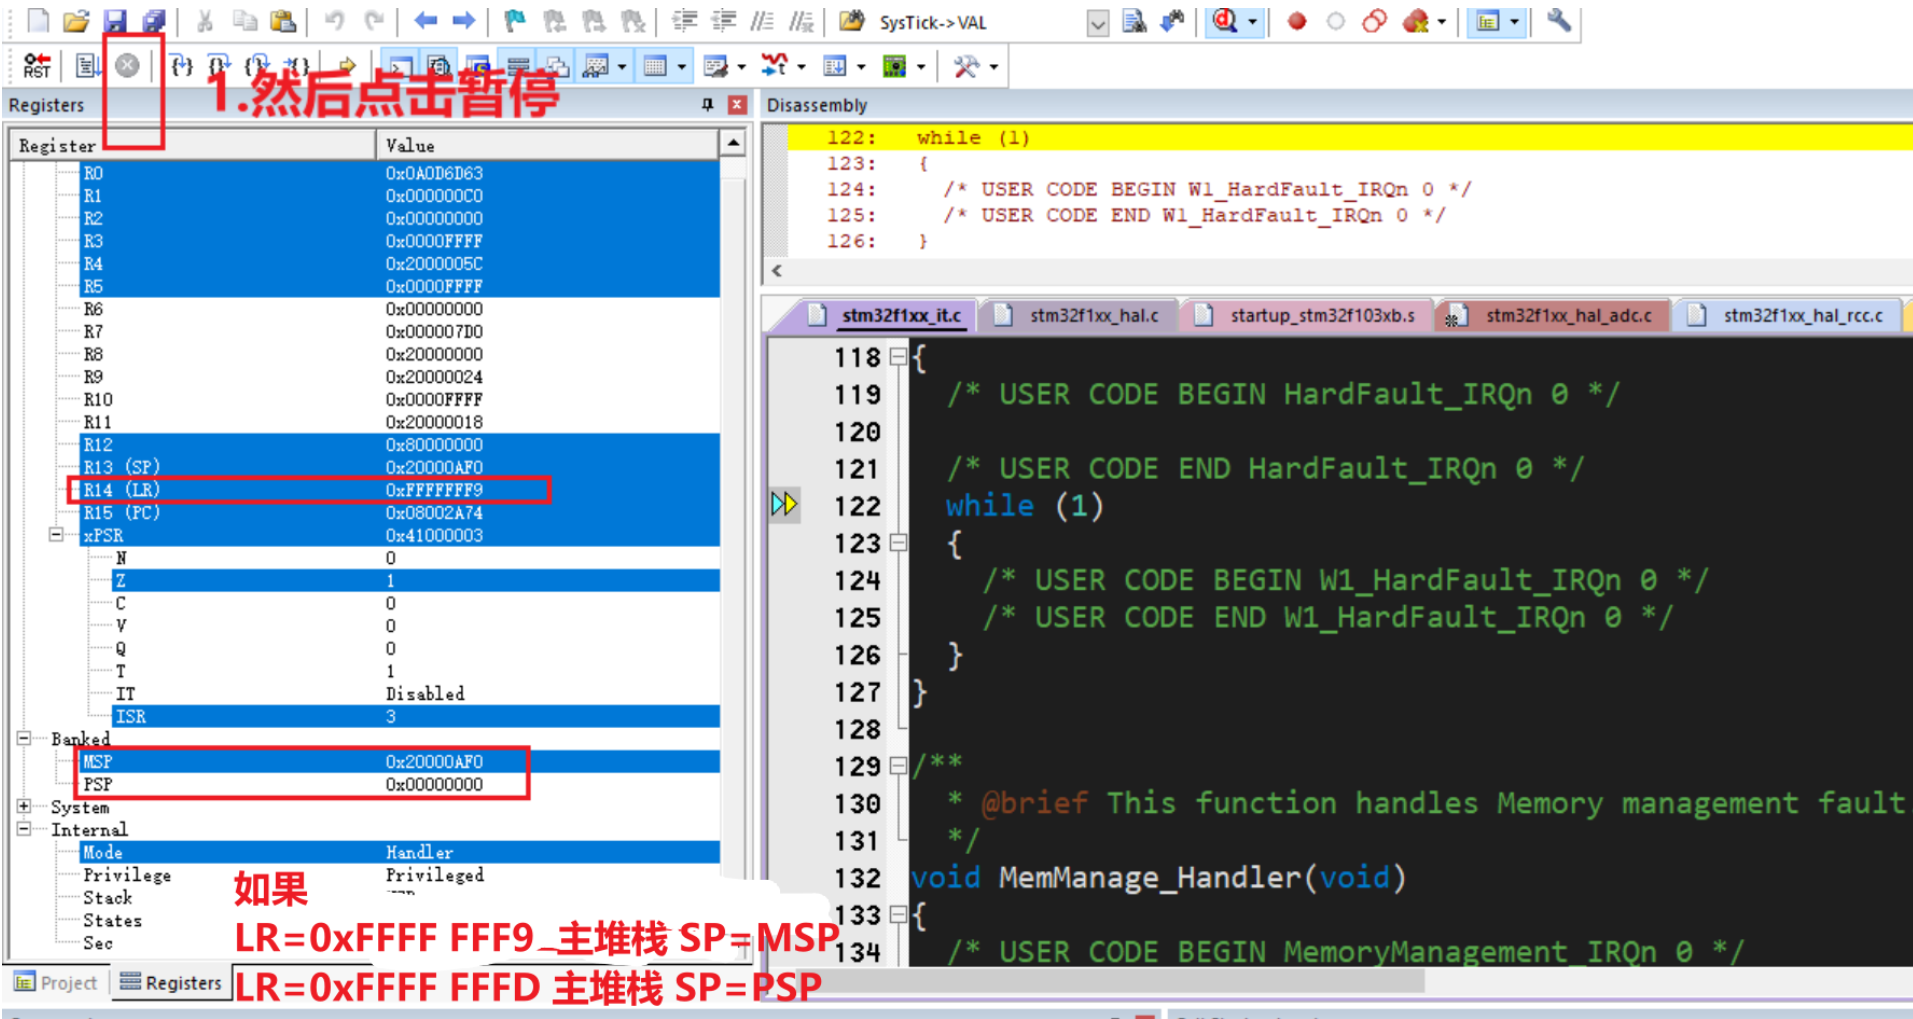 SysTick->VAL
RST
1.然后点击暂停
Registers
Register Value
R0 0x0A0D6D63
R1 0x000000C0
R2 0x00000000
R3 0x0000FFFF
R4 0x2000005C
R5 0x0000FFFF
R6 0x00000000
R7 0x000007D0
R8 0x20000000
R9 0x20000024
R10 0x0000FFFF
R11 0x20000018
R12 0x80000000
R13 (SP) 0x20000AF0
R14 (LR) 0xFFFFFFF9
R15 (PC) 0x08002A74
xPSR 0x41000003
N 0
Z 1
C 0
V 0
Q 0
T 1
IT Disabled
ISR 3
Banked
MSP 0x20000AF0
PSP 0x00000000
System
Internal
Mode Handler
Privilege Privileged
Stack
States
Sec
如果
LR=0xFFFF FFF9 主堆栈 SP=MSP
LR=0xFFFF FFFD 主堆栈 SP=PSP
Project Registers
Disassembly
122: while (1)
123: {
124: /* USER CODE BEGIN W1_HardFault_IRQn 0 */
125: /* USER CODE END W1_HardFault_IRQn 0 */
126: }
stm32f1xx_it.c stm32f1xx_hal.c startup_stm32f103xb.s stm32f1xx_hal_adc.c stm32f1xx_hal_rcc.c
118 {
119 /* USER CODE BEGIN HardFault_IRQn 0 */
120
121 /* USER CODE END HardFault_IRQn 0 */
122 while (1)
123 {
124 /* USER CODE BEGIN W1_HardFault_IRQn 0 */
125 /* USER CODE END W1_HardFault_IRQn 0 */
126 }
127 }
128
129 /**
130 * @brief This function handles Memory management fault
131 */
132 void MemManage_Handler(void)
133 {
134 /* USER CODE BEGIN MemoryManagement_IRQn 0 */